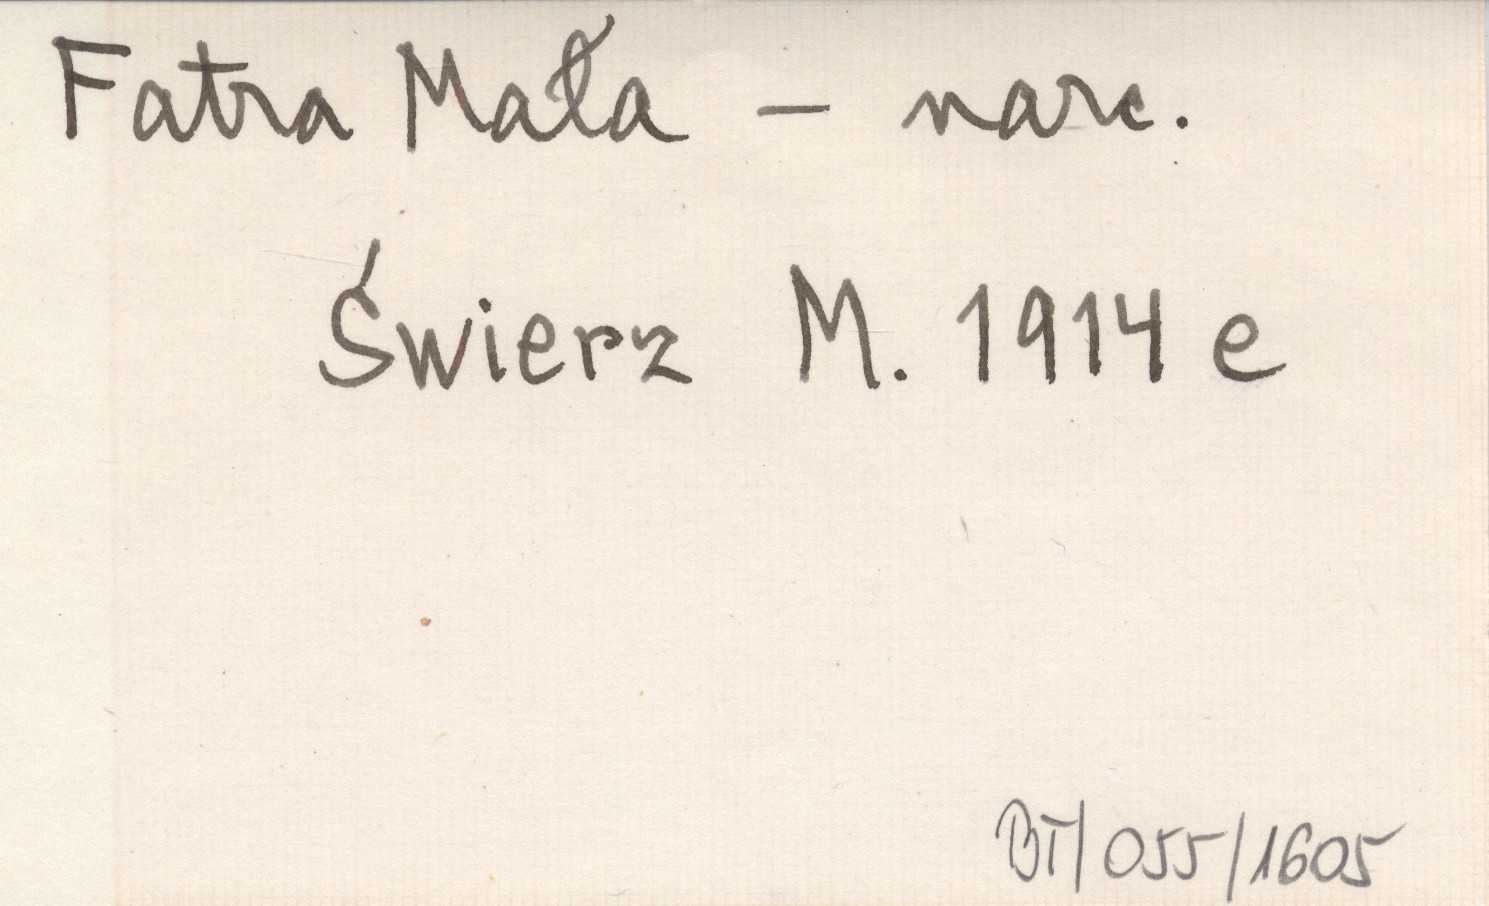 Fatra Mała – narc.
Świerz M. 1914 e
BT/055/1605